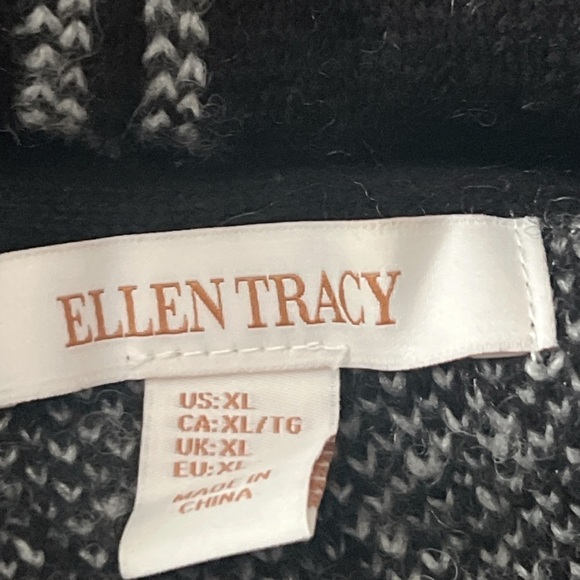 ELLEN TRACY
US: XL
CA: XL/TG
UK: XL
EU: XL
MADE IN
CHINA